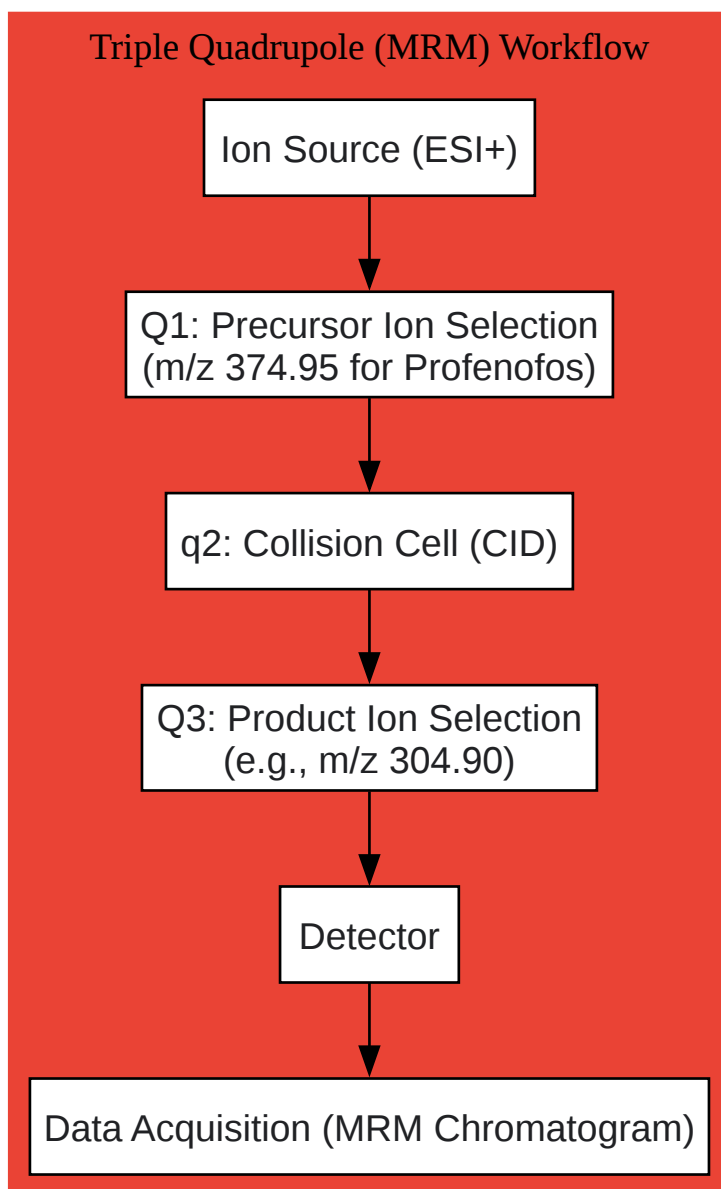 Triple Quadrupole (MRM) Workflow
Ion Source (ESI+)
Q1: Precursor Ion Selection
(m/z 374.95 for Profenofos)
q2: Collision Cell (CID)
Q3: Product Ion Selection
(e.g., m/z 304.90)
Detector
Data Acquisition (MRM Chromatogram)